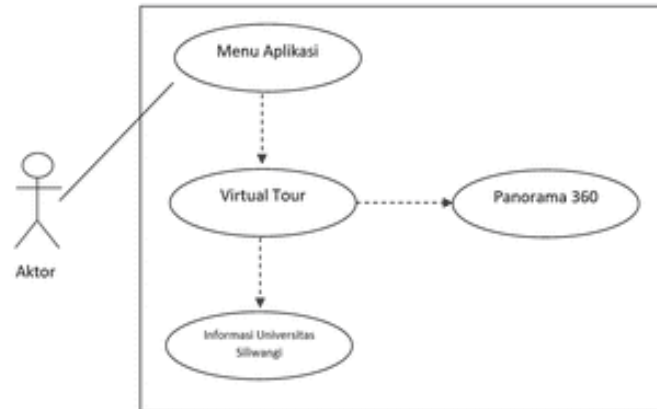 Menu Aplikasi
Virtual Tour
Panorama 360
Aktor
Informasi Universitas
Siliwangi